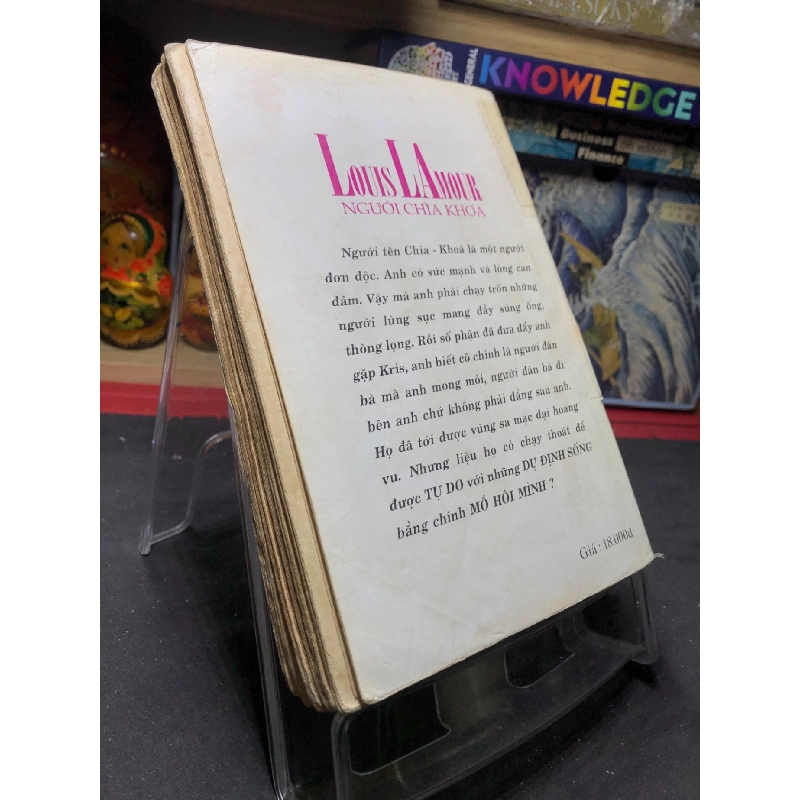 GENERAL
KNOWLEDGE
Business
Finance
LOUIS LAMOUR
NGƯỜI CHÌA KHÓA
Người tên Chìa - Khoá là một người
đơn độc. Anh có sức mạnh và lòng can
đảm. Vậy mà anh phải chạy trốn những
người lùng sục mang đầy súng ống,
thòng lọng. Rồi số phận đã đưa đẩy anh
gặp Kris, anh biết cô chính là người đàn
bà mà anh mong mỏi, người đàn bà đi
bên anh chứ không phải đằng sau anh.
Họ đã tới được vùng sa mạc đại hoang
vu. Nhưng liệu họ có chạy thoát để
được TỰ DO với những DỰ ĐỊNH SỐNG
bằng chính MỒ HÔI MÌNH ?
Giá : 18.000đ